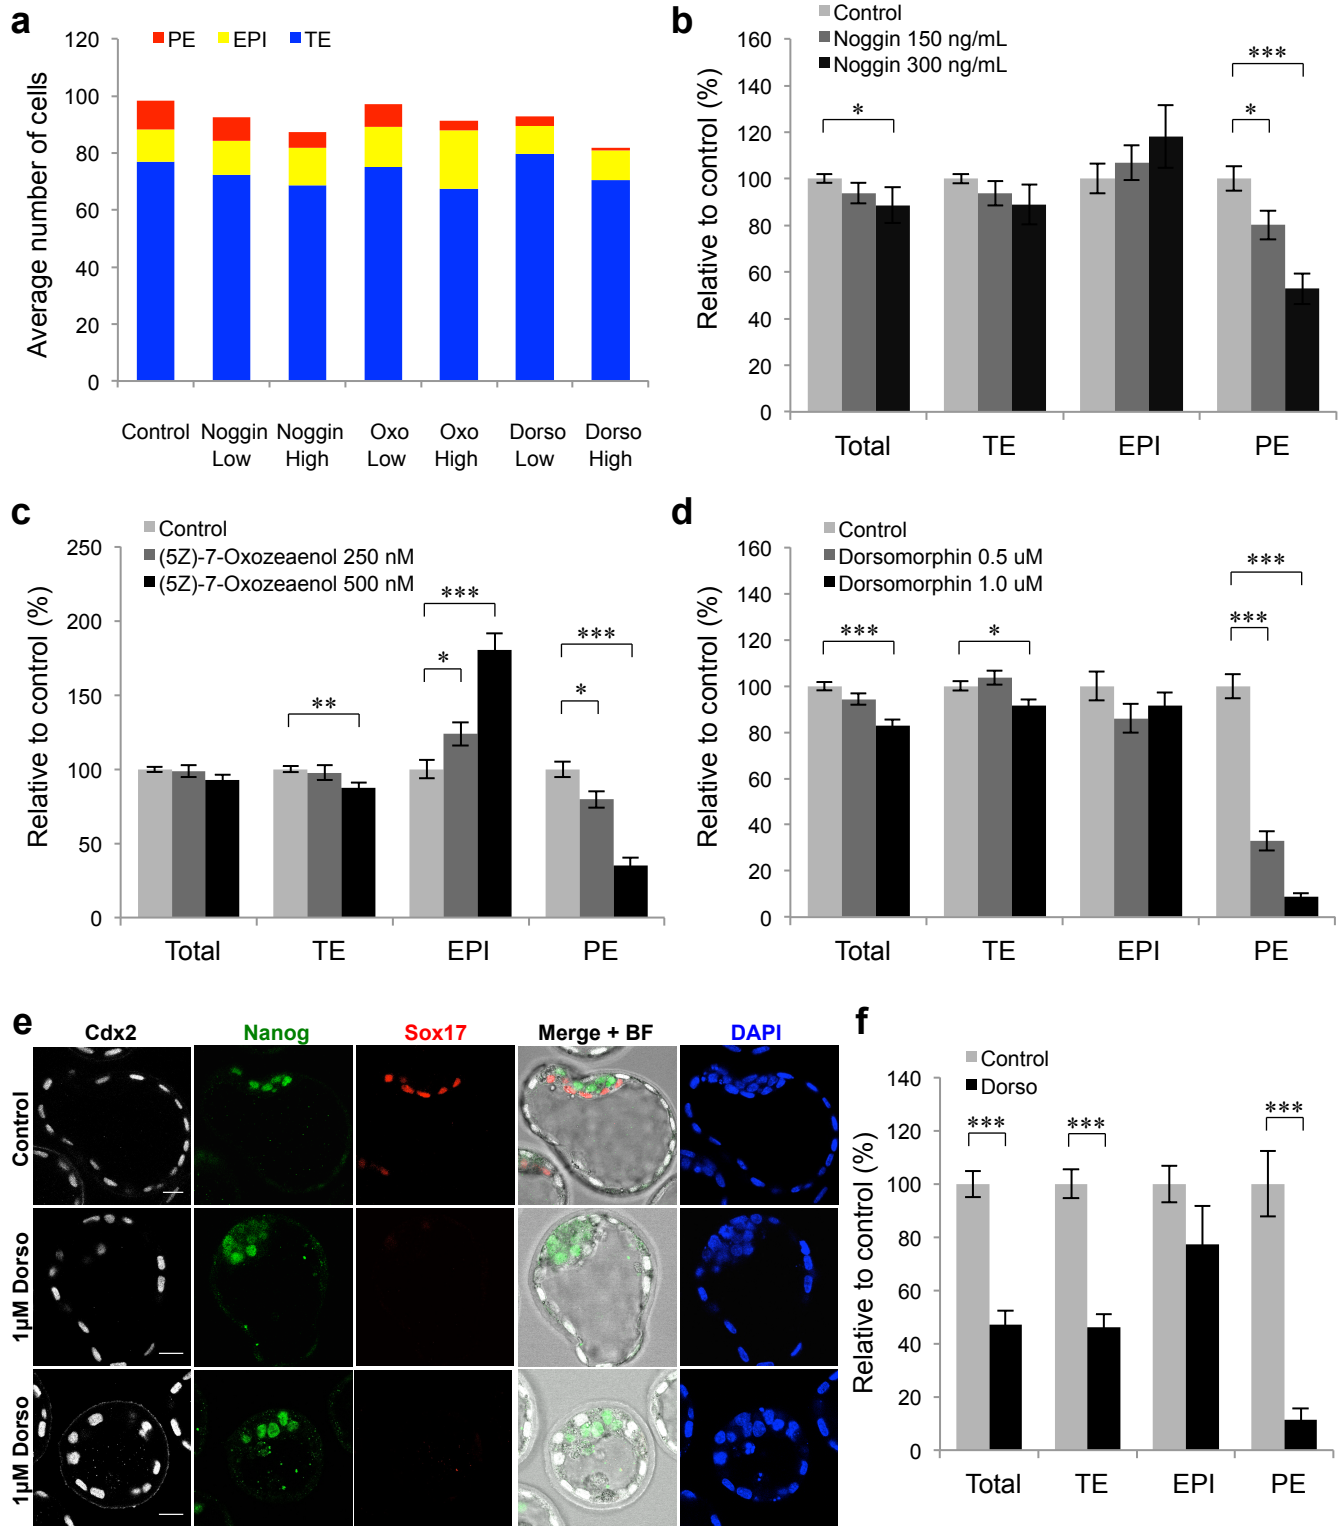 a
PE EPI TE
Average number of cells
120
100
80
60
40
20
0
Control Noggin Low Noggin High Oxo Low Oxo High Dorso Low Dorso High
b
Control
Noggin 150 ng/mL
Noggin 300 ng/mL
Relative to control (%)
160
140
120
100
80
60
40
20
0
*
*
***
Total TE EPI PE
c
Control
(5Z)-7-Oxozeaenol 250 nM
(5Z)-7-Oxozeaenol 500 nM
Relative to control (%)
250
200
150
100
50
0
**
*
***
*
***
Total TE EPI PE
d
Control
Dorsomorphin 0.5 uM
Dorsomorphin 1.0 uM
Relative to control (%)
160
140
120
100
80
60
40
20
0
***
*
***
***
Total TE EPI PE
e
Cdx2 Nanog Sox17 Merge + BF DAPI
Control
1µM Dorso
1µM Dorso
f
Control
Dorso
Relative to control (%)
140
120
100
80
60
40
20
0
***
***
***
Total TE EPI PE